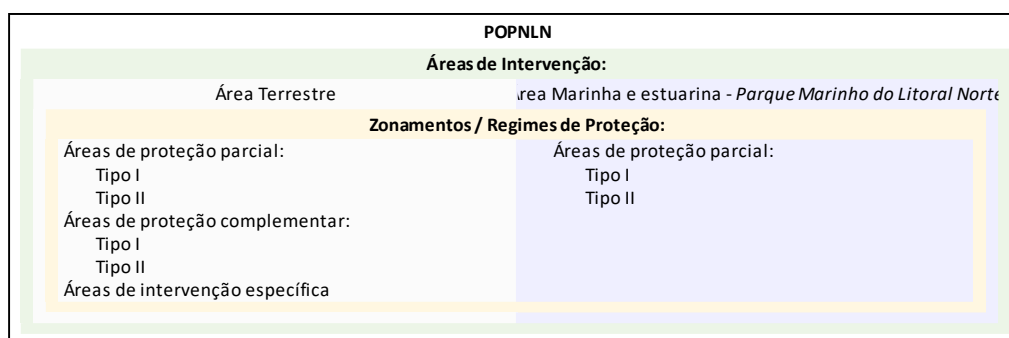 POPNLN
Áreas de Intervenção:
Área Terrestre
Área Marinha e estuarina - Parque Marinho do Litoral Norte
Zonamentos / Regimes de Proteção:
Áreas de proteção parcial:
Tipo I
Tipo II
Áreas de proteção complementar:
Tipo I
Tipo II
Áreas de intervenção específica
Áreas de proteção parcial:
Tipo I
Tipo II